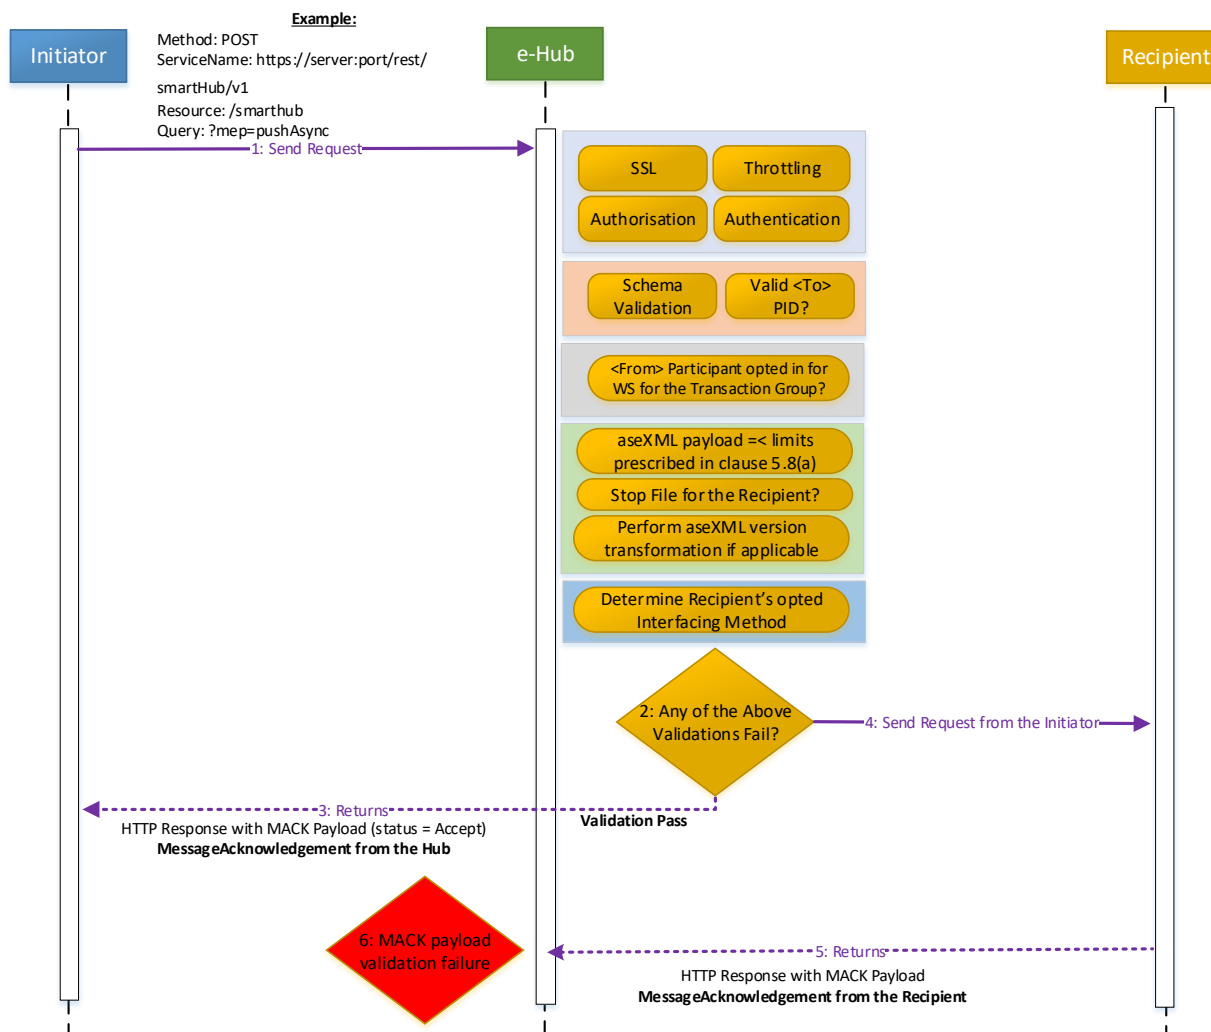 Example:
Initiator
Method: POST
ServiceName: https://server:port/rest/
smartHub/v1
Resource: /smarthub
Query: ?mep=pushAsync
e-Hub
Recipient
1: Send Request
SSL
Throttling
Authorisation
Authentication
Schema
Validation
Valid <To>
PID?
<From> Participant opted in for
WS for the Transaction Group?
aseXML payload =< limits
prescribed in clause 5.8(a)
Stop File for the Recipient?
Perform aseXML version
transformation if applicable
Determine Recipient's opted
Interfacing Method
2: Any of the Above
Validations Fail?
4: Send Request from the Initiator
3: Returns
Validation Pass
HTTP Response with MACK Payload (status = Accept)
MessageAcknowledgement from the Hub
6: MACK payload
validation failure
5: Returns
HTTP Response with MACK Payload
MessageAcknowledgement from the Recipient